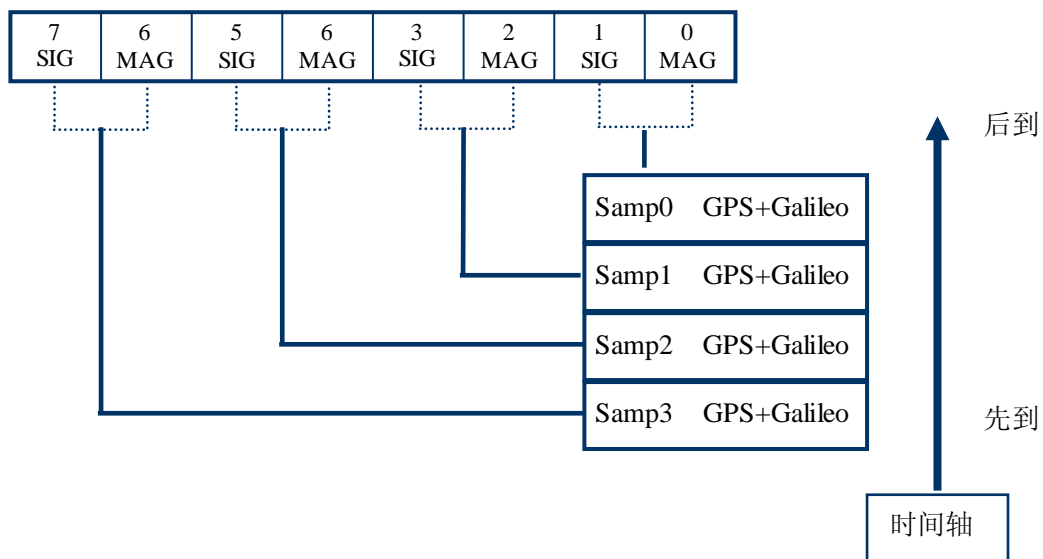 7 6 5 6 3 2 1 0
SIG MAG SIG MAG SIG MAG SIG MAG
后到
Samp0 GPS+Galileo
Samp1 GPS+Galileo
Samp2 GPS+Galileo
Samp3 GPS+Galileo
先到
时间轴